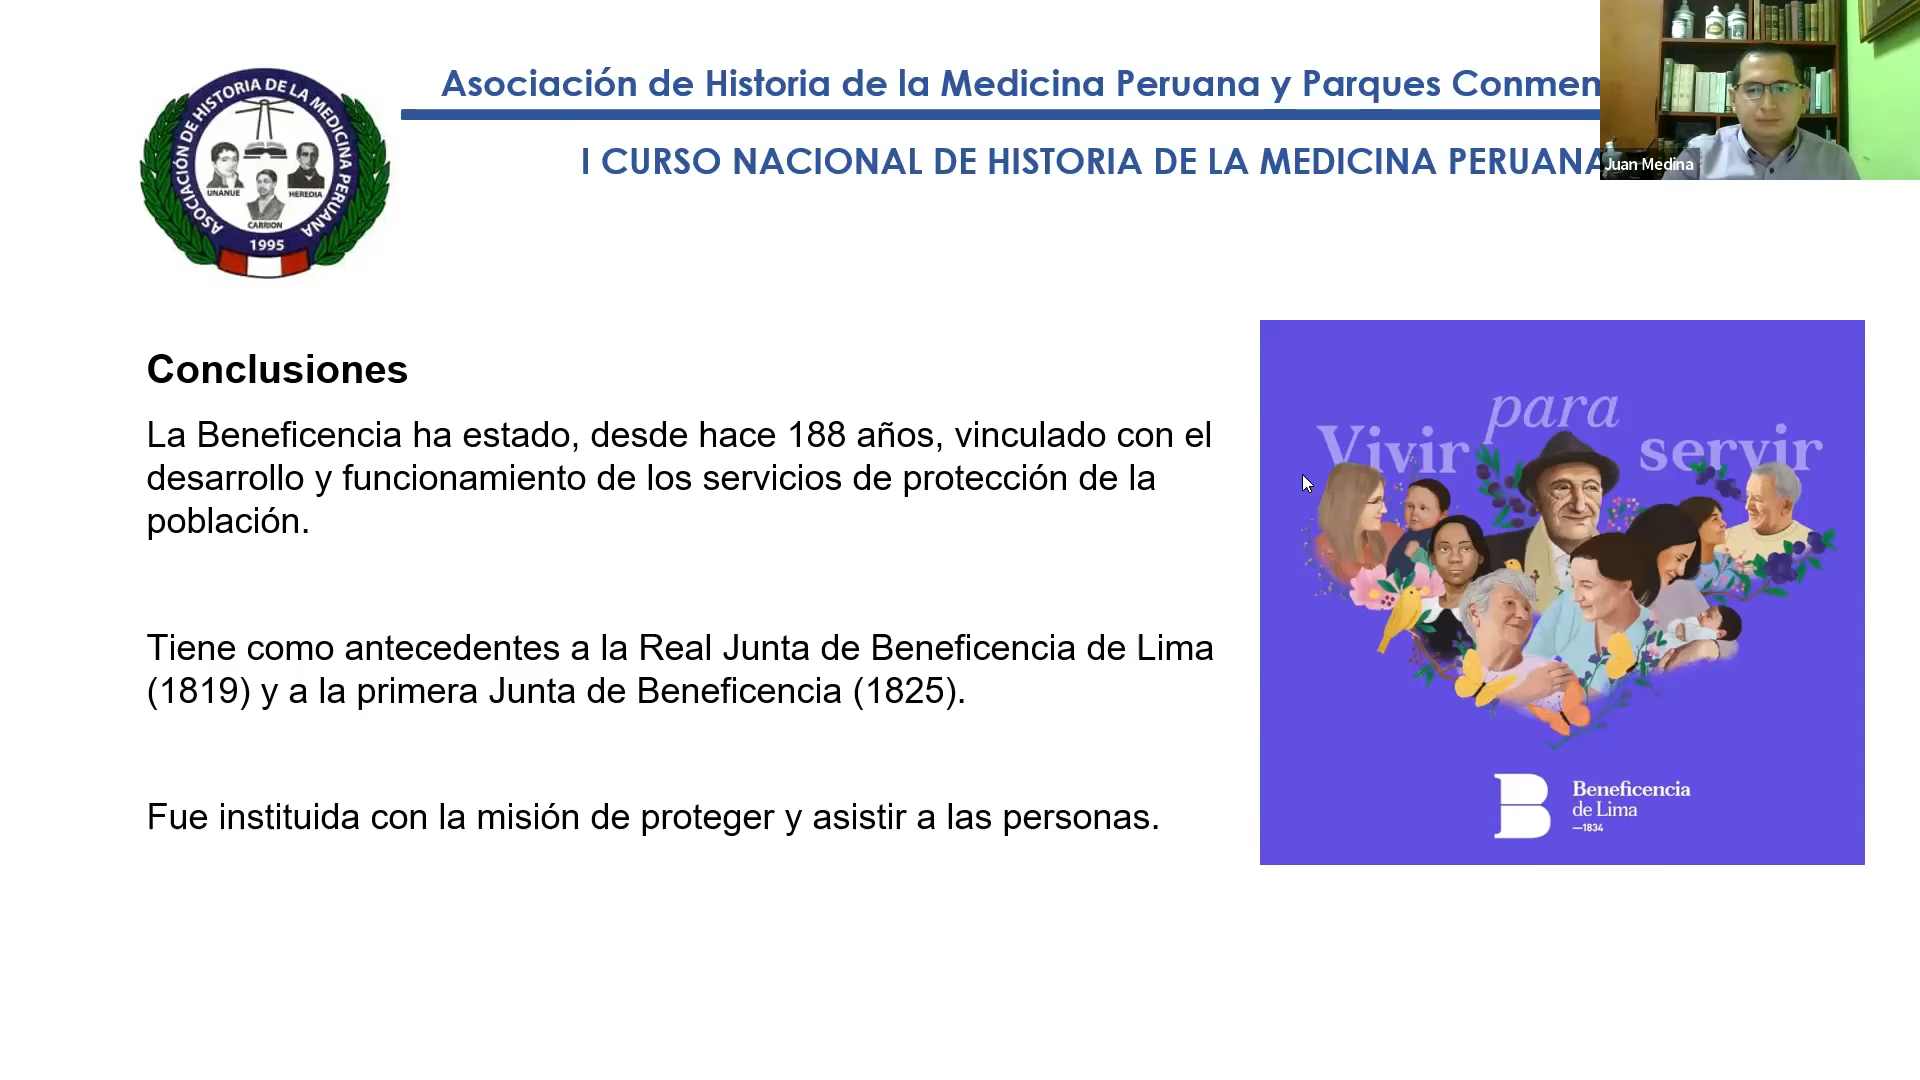 Asociación de Historia de la Medicina Peruana y Parques Conmen
I CURSO NACIONAL DE HISTORIA DE LA MEDICINA PERUANA
Juan Medina
ASOCIACIÓN DE HISTORIA DE LA MEDICINA PERUANA
UNANUE
HEREDIA
CARRION
1995
Conclusiones
La Beneficencia ha estado, desde hace 188 años, vinculado con el
desarrollo y funcionamiento de los servicios de protección de la
población.
Tiene como antecedentes a la Real Junta de Beneficencia de Lima
(1819) y a la primera Junta de Beneficencia (1825).
Fue instituida con la misión de proteger y asistir a las personas.
Vivir para servir
B Beneficencia
de Lima
—1834